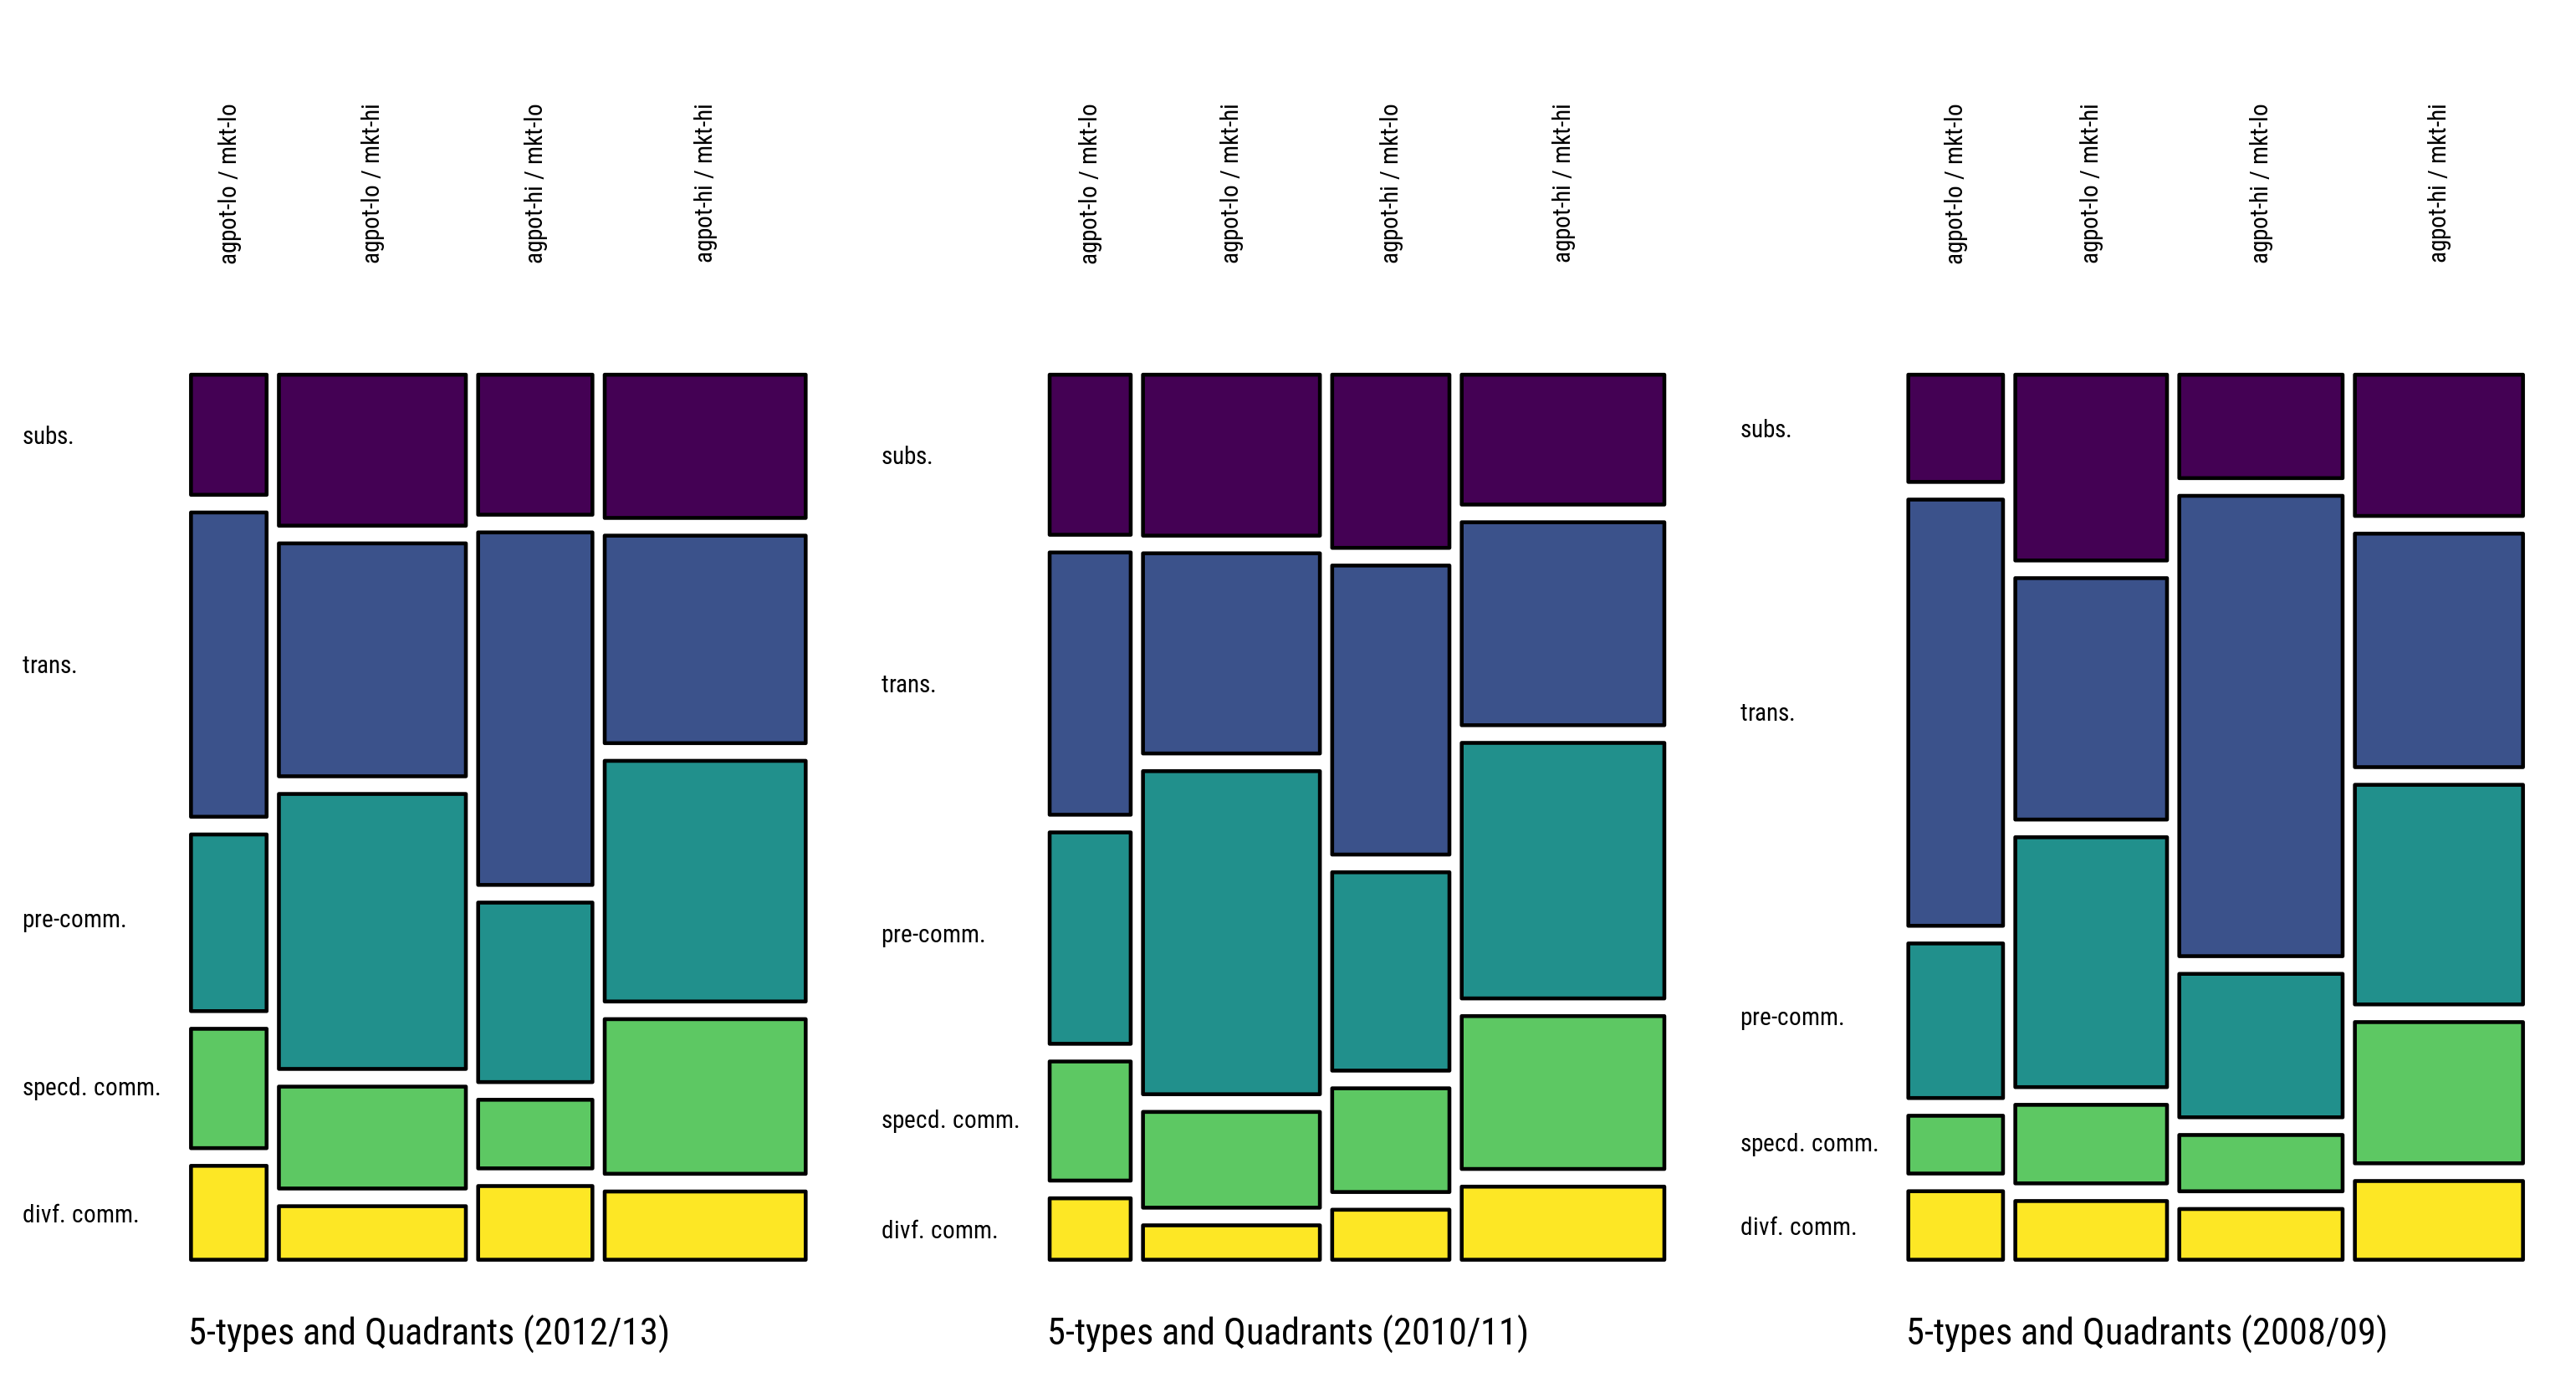 agpot-lo / mkt-lo
agpot-lo / mkt-hi
agpot-hi / mkt-lo
agpot-hi / mkt-hi
subs.
trans.
pre-comm.
specd. comm.
divf. comm.
5-types and Quadrants (2012/13)
agpot-lo / mkt-lo
agpot-lo / mkt-hi
agpot-hi / mkt-lo
agpot-hi / mkt-hi
subs.
trans.
pre-comm.
specd. comm.
divf. comm.
5-types and Quadrants (2010/11)
agpot-lo / mkt-lo
agpot-lo / mkt-hi
agpot-hi / mkt-lo
agpot-hi / mkt-hi
subs.
trans.
pre-comm.
specd. comm.
divf. comm.
5-types and Quadrants (2008/09)